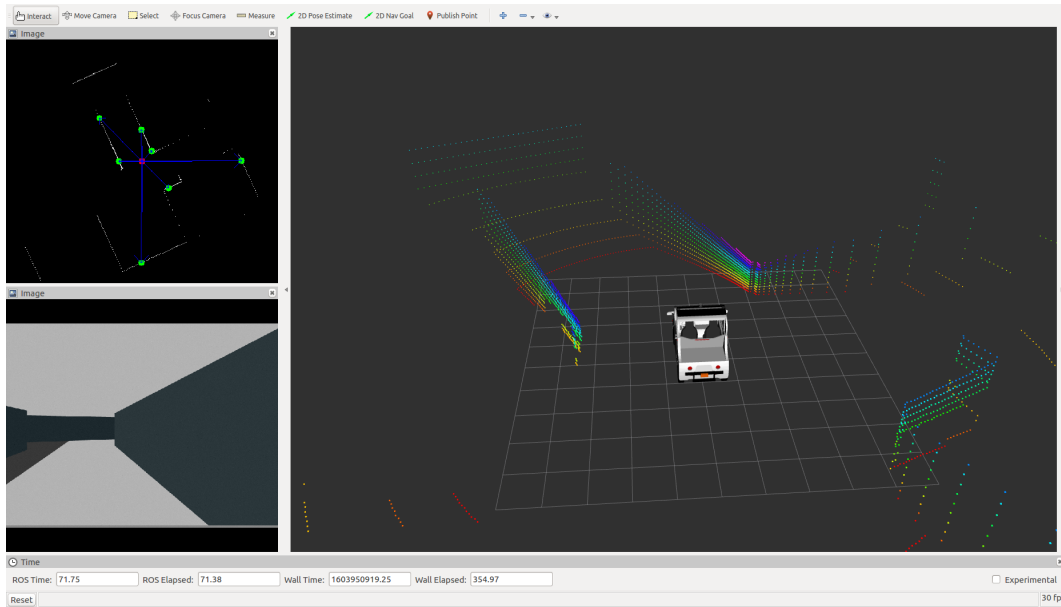 Interact Move Camera Select Focus Camera Measure 2D Pose Estimate 2D Nav Goal Publish Point
Image
Image
Time
ROS Time: 71.75 ROS Elapsed: 71.38 Wall Time: 1603950919.25 Wall Elapsed: 354.97 Experimental
Reset 30 fp